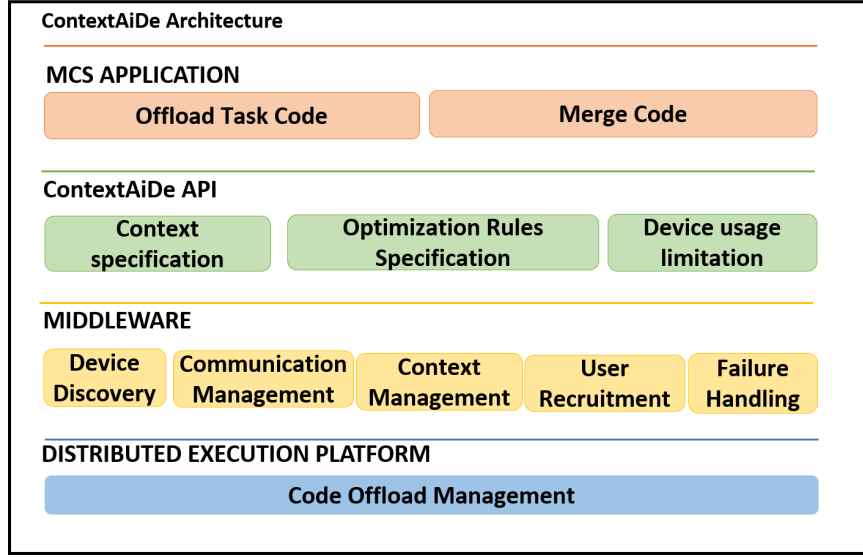 ContextAiDe Architecture
MCS APPLICATION
Offload Task Code
Merge Code
ContextAiDe API
Context
specification
Optimization Rules
Specification
Device usage
limitation
MIDDLEWARE
Device
Discovery
Communication
Management
Context
Management
User
Recruitment
Failure
Handling
DISTRIBUTED EXECUTION PLATFORM
Code Offload Management